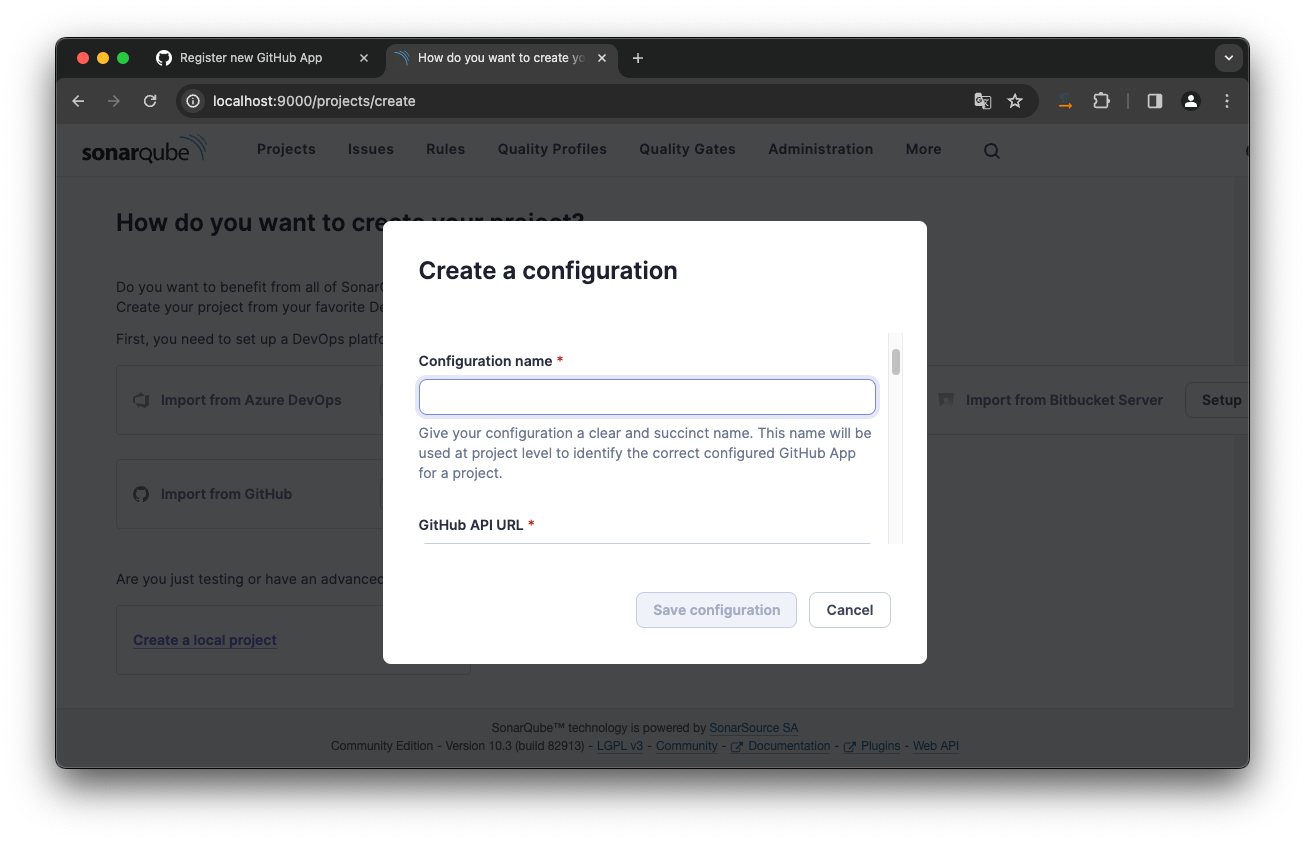 Register new GitHub App
How do you want to create yo
localhost:9000/projects/create
sonarqube
Projects
Issues
Rules
Quality Profiles
Quality Gates
Administration
More
How do you want to create your project?
Do you want to benefit from all of Sonar
Create your project from your favorite De
First, you need to set up a DevOps platfo
Import from Azure DevOps
Import from Bitbucket Server
Setup
Import from GitHub
Are you just testing or have an advanced
Create a local project
Create a configuration
Configuration name *
Give your configuration a clear and succinct name. This name will be
used at project level to identify the correct configured GitHub App
for a project.
GitHub API URL *
Save configuration
Cancel
SonarQube™ technology is powered by SonarSource SA
Community Edition - Version 10.3 (build 82913) - LGPL v3 - Community - Documentation - Plugins - Web API